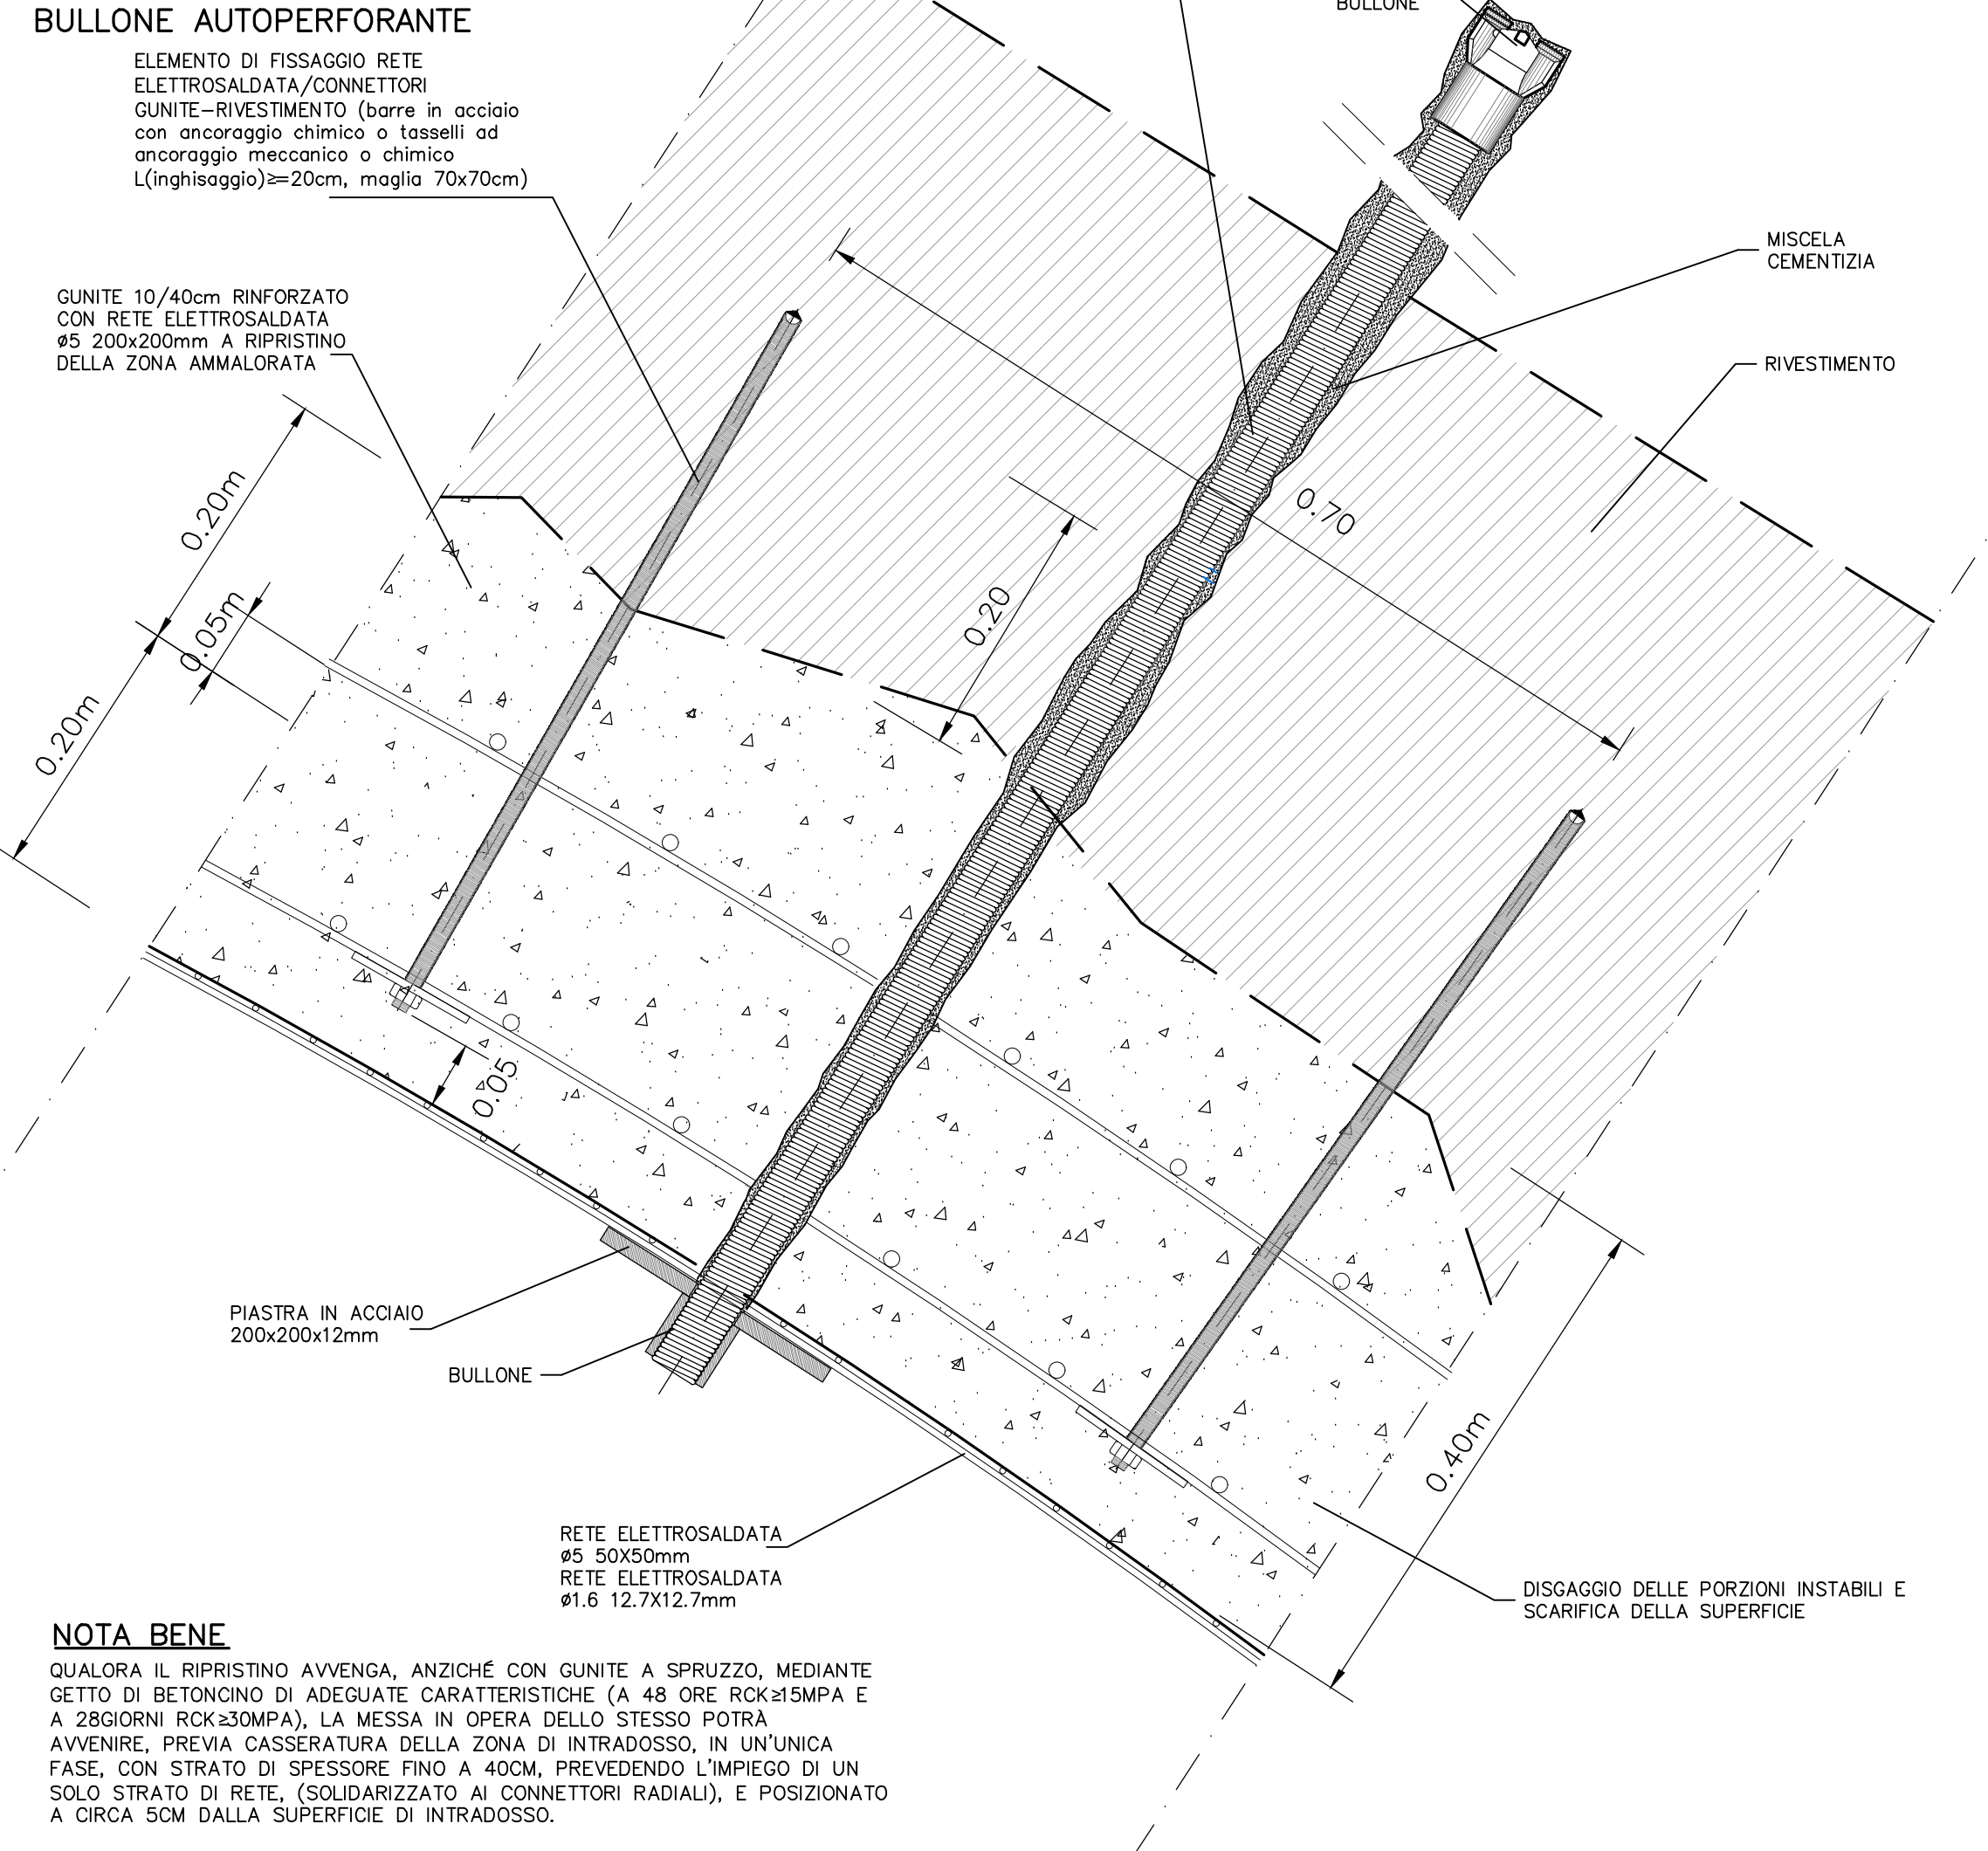 BULLONE AUTOPERFORANTE
ELEMENTO DI FISSAGGIO RETE
ELETTROSALDATA/CONNETTORI
GUNITE-RIVESTIMENTO (barre in acciaio
con ancoraggio chimico o tasselli ad
ancoraggio meccanico o chimico
L(inghisaggio)>=20cm, maglia 70x70cm)
BULLONE
MISCELA
CEMENTIZIA
GUNITE 10/40cm RINFORZATO
CON RETE ELETTROSALDATA
ø5 200x200mm A RIPRISTINO
DELLA ZONA AMMALORATA
RIVESTIMENTO
0.20m
0.70
0.05m
0.20
0.20m
0.05
PIASTRA IN ACCIAIO
200x200x12mm
BULLONE
0.40m
RETE ELETTROSALDATA
ø5 50X50mm
RETE ELETTROSALDATA
ø1.6 12.7X12.7mm
DISGAGGIO DELLE PORZIONI INSTABILI E
SCARIFICA DELLA SUPERFICIE
NOTA BENE
QUALORA IL RIPRISTINO AVVENGA, ANZICHÉ CON GUNITE A SPRUZZO, MEDIANTE
GETTO DI BETONCINO DI ADEGUATE CARATTERISTICHE (A 48 ORE RCK≥15MPA E
A 28GIORNI RCK≥30MPA), LA MESSA IN OPERA DELLO STESSO POTRÀ
AVVENIRE, PREVIA CASSERATURA DELLA ZONA DI INTRADOSSO, IN UN'UNICA
FASE, CON STRATO DI SPESSORE FINO A 40CM, PREVEDENDO L'IMPIEGO DI UN
SOLO STRATO DI RETE, (SOLIDARIZZATO AI CONNETTORI RADIALI), E POSIZIONATO
A CIRCA 5CM DALLA SUPERFICIE DI INTRADOSSO.